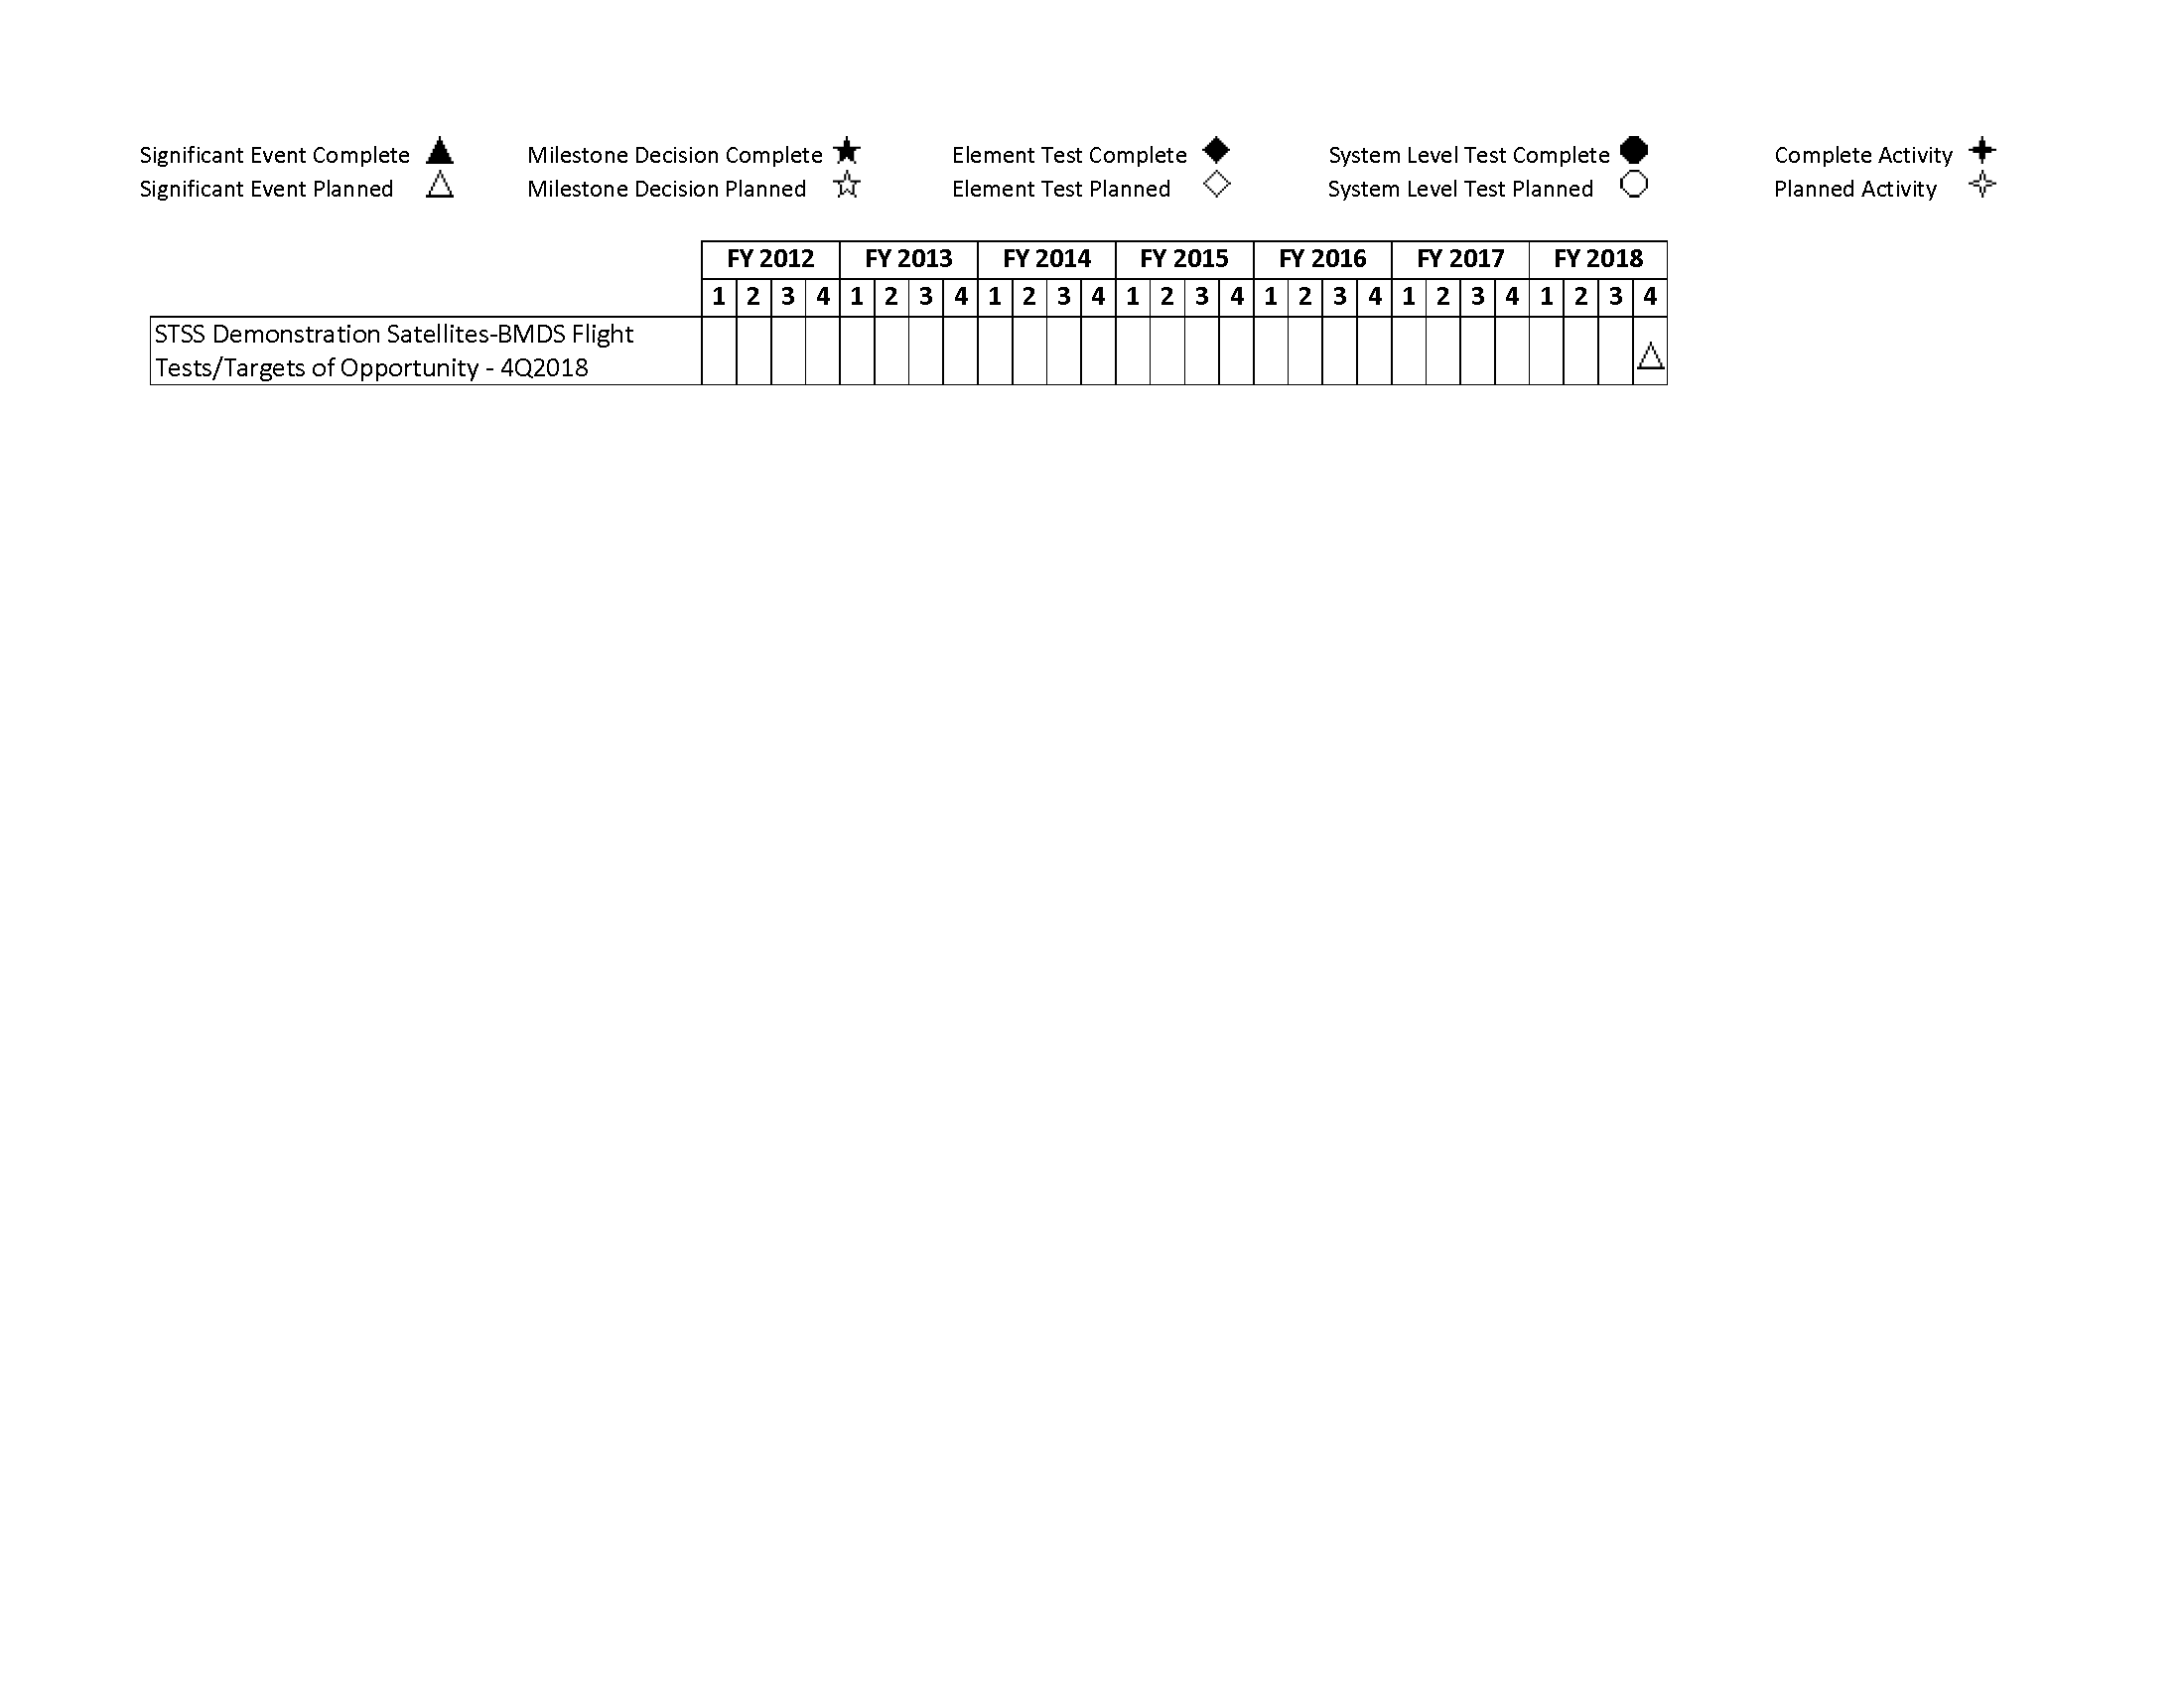 Significant Event Complete ▲ Milestone Decision Complete ★ Element Test Complete ◆ System Level Test Complete ● Complete Activity ✦
Significant Event Planned △ Milestone Decision Planned ☆ Element Test Planned ◇ System Level Test Planned ○ Planned Activity ✧
FY 2012 FY 2013 FY 2014 FY 2015 FY 2016 FY 2017 FY 2018
1 2 3 4 1 2 3 4 1 2 3 4 1 2 3 4 1 2 3 4 1 2 3 4 1 2 3 4
STSS Demonstration Satellites-BMDS Flight
Tests/Targets of Opportunity - 4Q2018 △